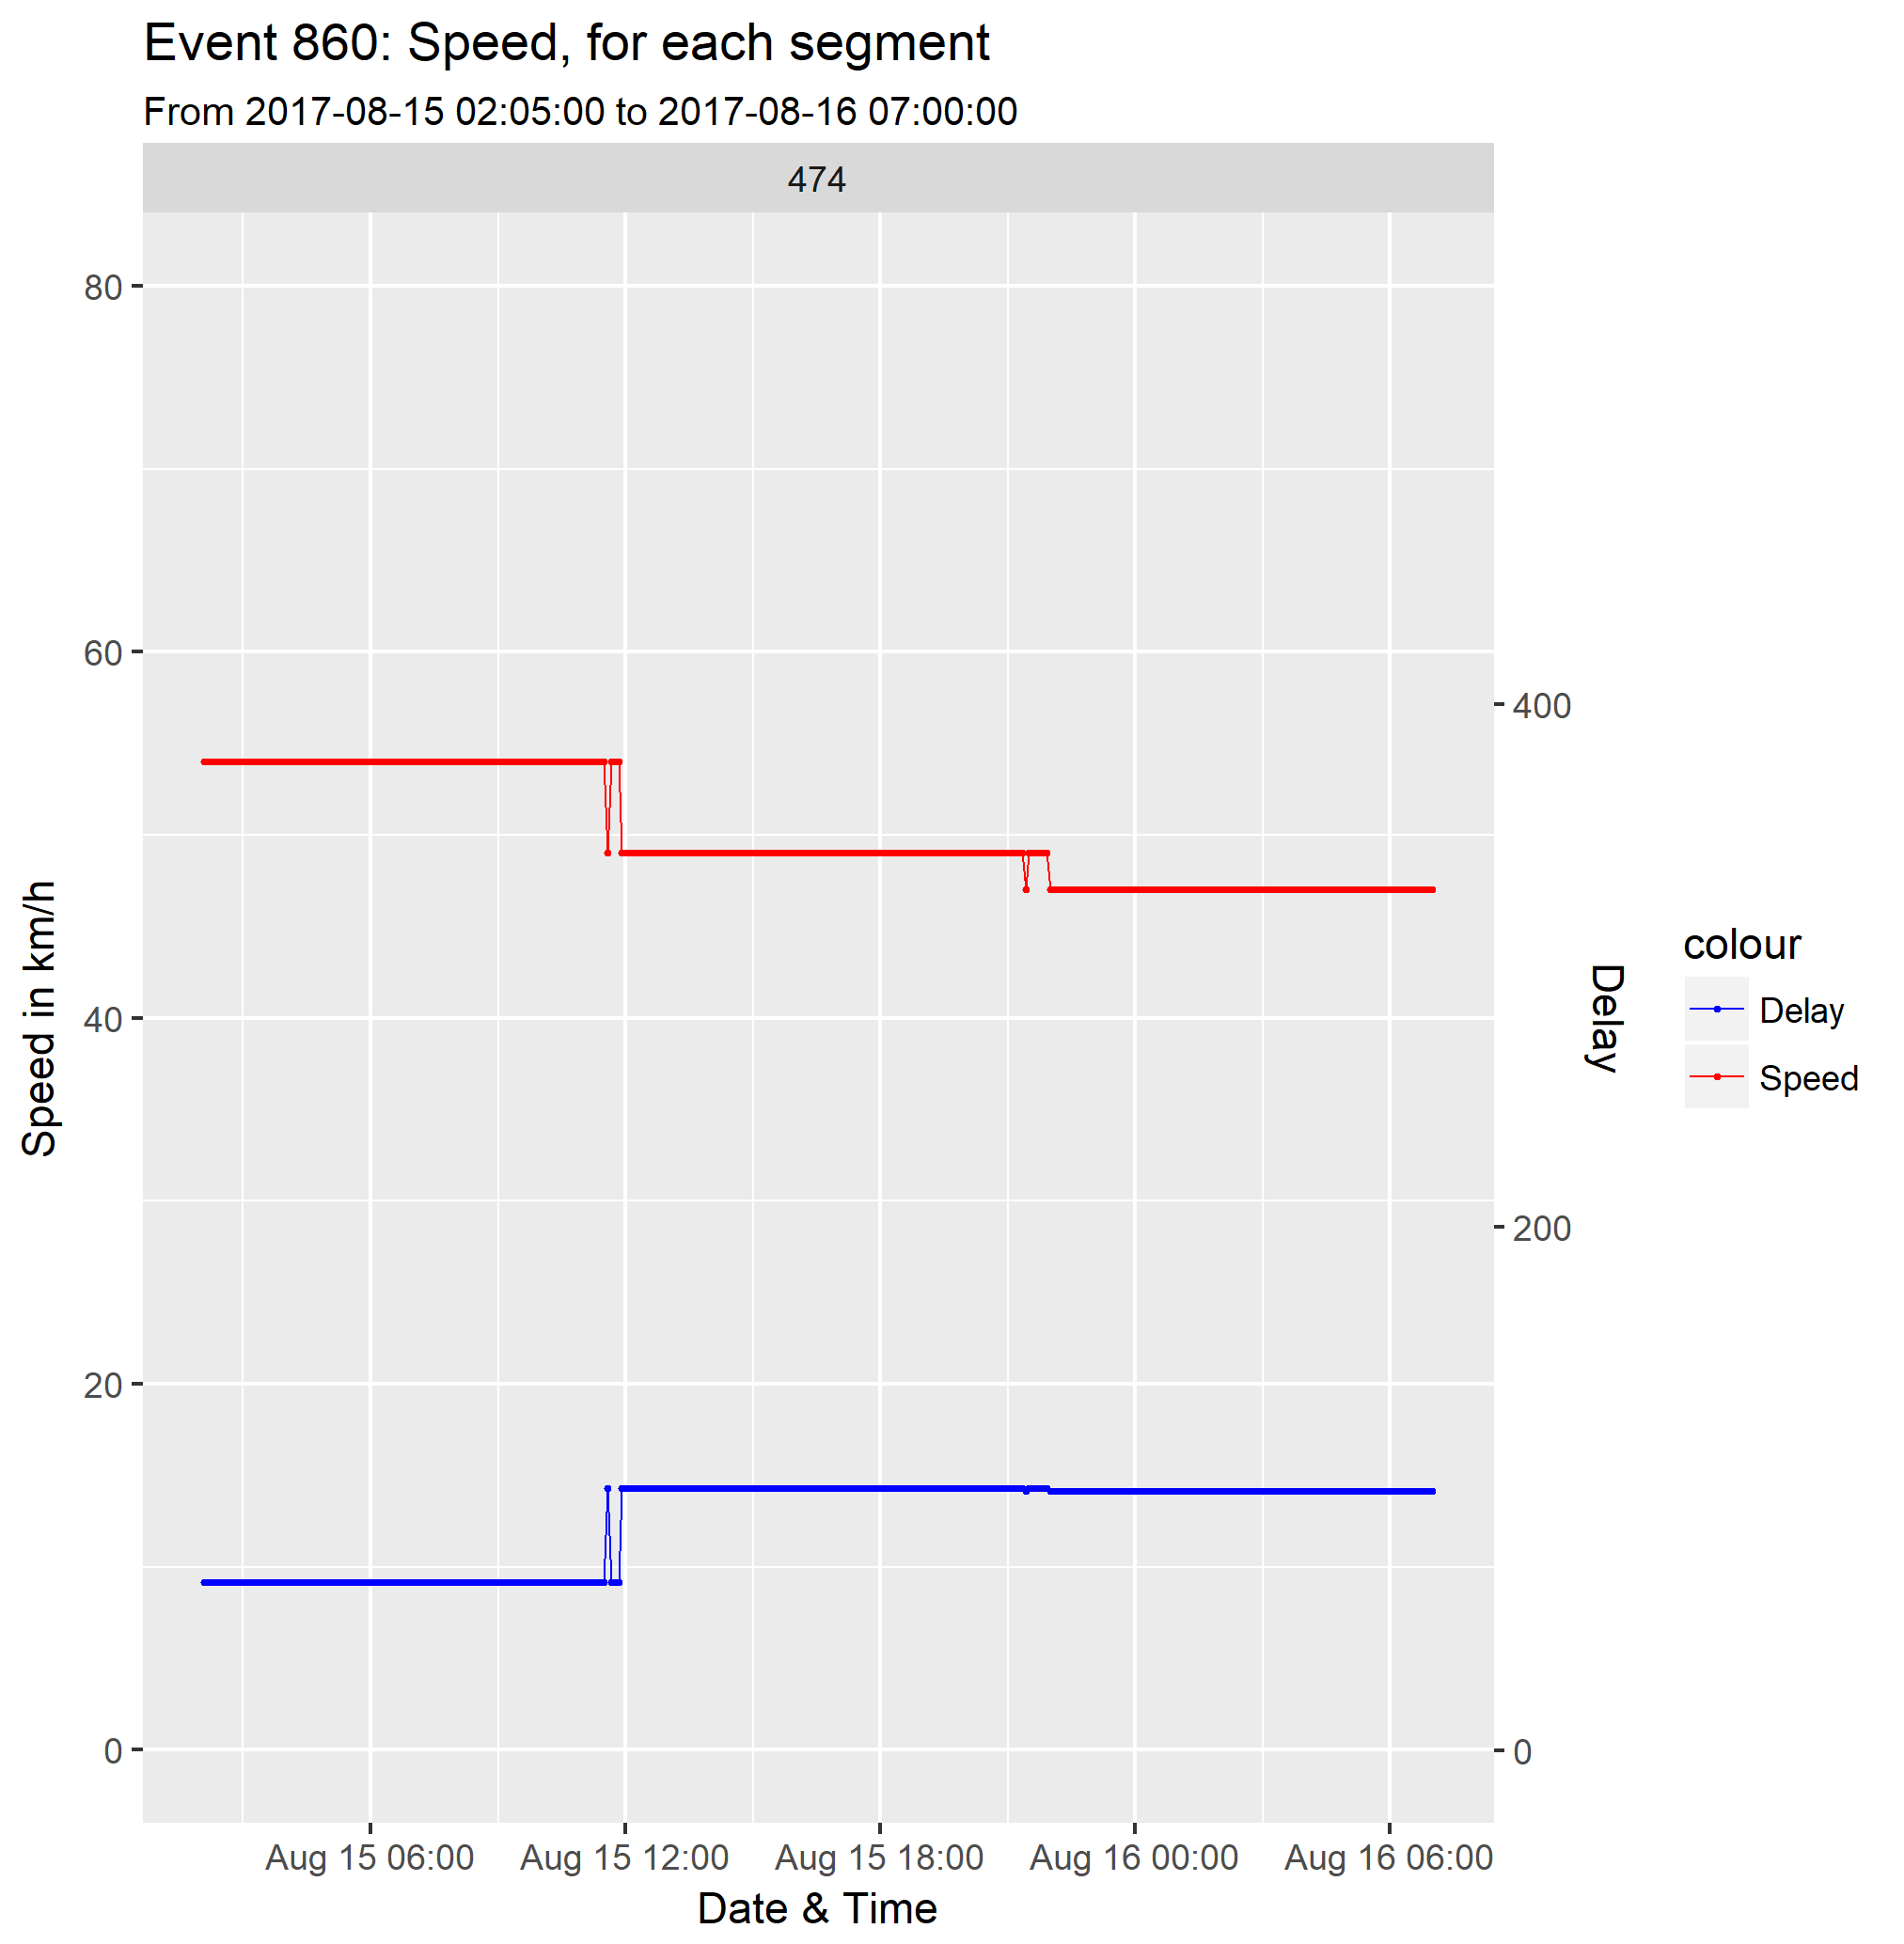 Event 860: Speed, for each segment
From 2017-08-15 02:05:00 to 2017-08-16 07:00:00
474
80
60
40
20
0
Speed in km/h
400
200
0
Delay
Aug 15 06:00
Aug 15 12:00
Aug 15 18:00
Aug 16 00:00
Aug 16 06:00
Date & Time
colour
Delay
Speed